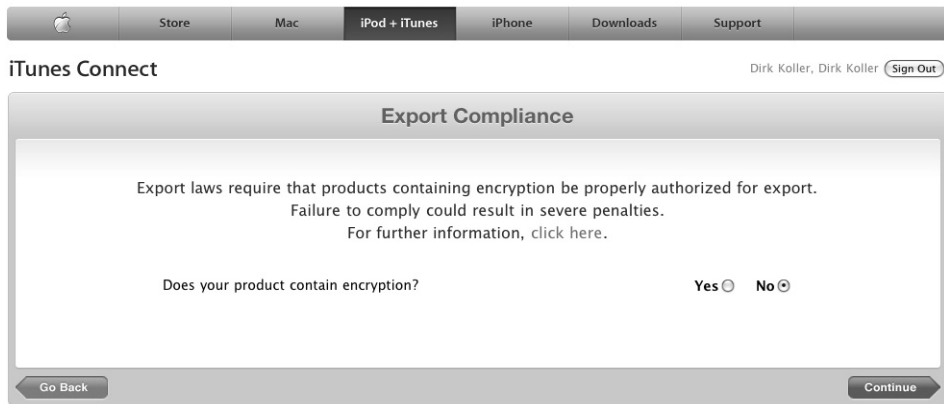 Store Mac iPod + iTunes iPhone Downloads Support
iTunes Connect
Dirk Koller, Dirk Koller Sign Out
Export Compliance
Export laws require that products containing encryption be properly authorized for export.
Failure to comply could result in severe penalties.
For further information, click here.
Does your product contain encryption? Yes No
Go Back Continue